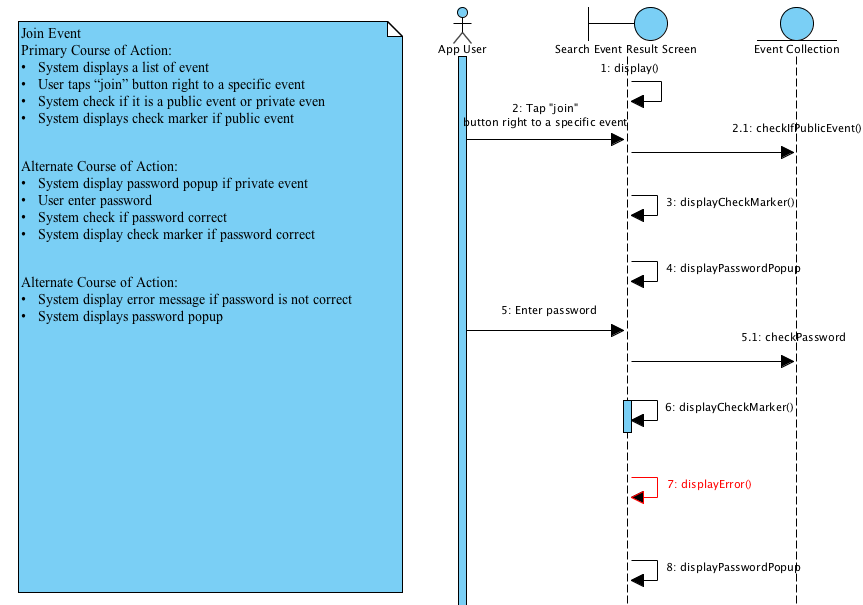 Join Event
Primary Course of Action:
• System displays a list of event
• User taps “join” button right to a specific event
• System check if it is a public event or private even
• System displays check marker if public event
Alternate Course of Action:
• System display password popup if private event
• User enter password
• System check if password correct
• System display check marker if password correct
Alternate Course of Action:
• System display error message if password is not correct
• System displays password popup
App User
Search Event Result Screen
Event Collection
1: display()
2: Tap "join"
button right to a specific event
2.1: checkIfPublicEvent()
3: displayCheckMarker()
4: displayPasswordPopup
5: Enter password
5.1: checkPassword
6: displayCheckMarker()
7: displayError()
8: displayPasswordPopup